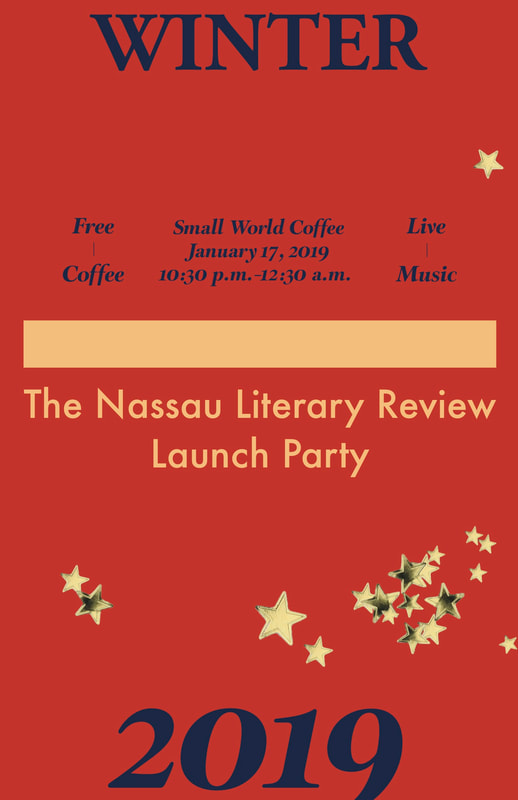 WINTER
Free
Coffee
Small World Coffee
January 17, 2019
10:30 p.m.-12:30 a.m.
Live
Music
The Nassau Literary Review
Launch Party
2019